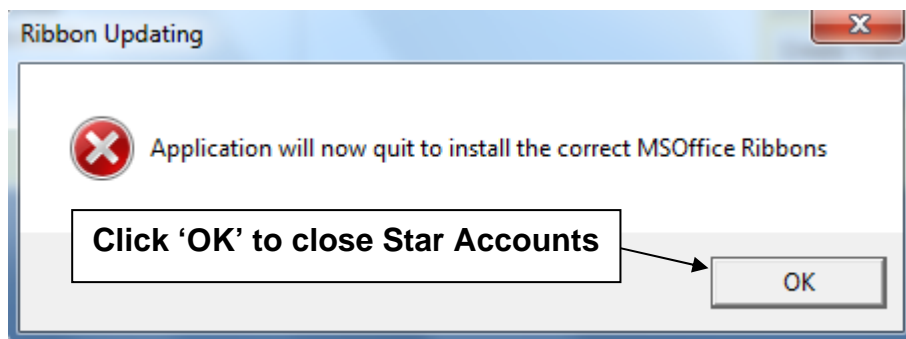 Ribbon Updating
Application will now quit to install the correct MSOffice Ribbons
Click ‘OK’ to close Star Accounts
OK